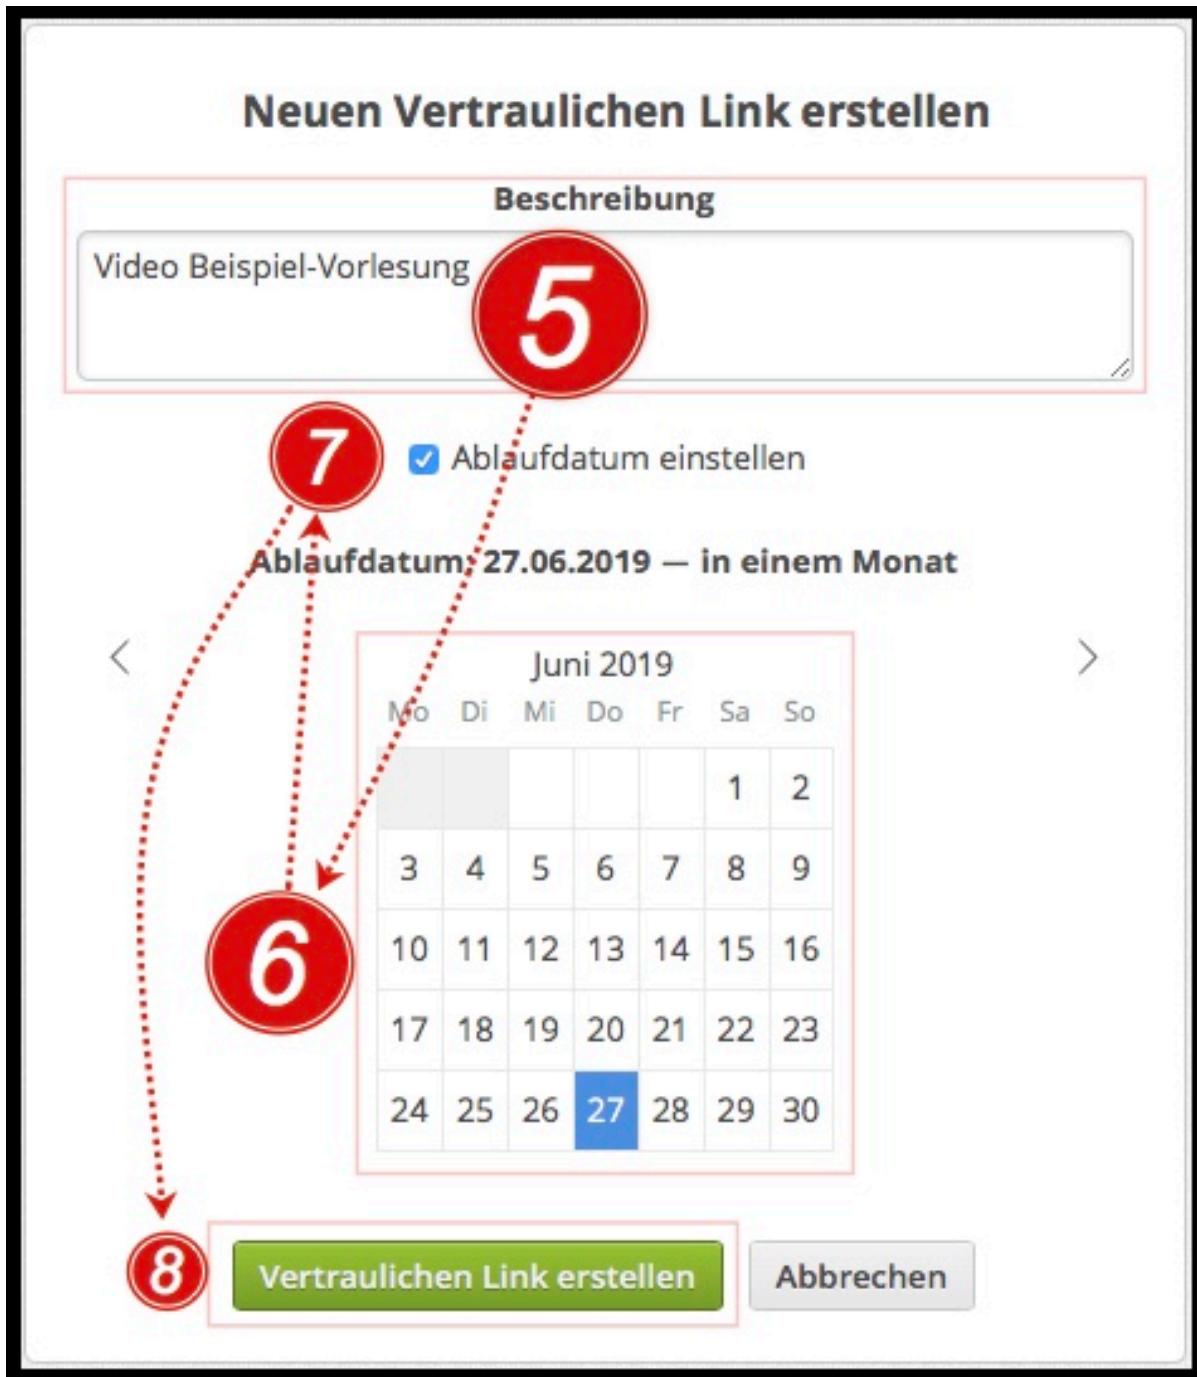 Neuen Vertraulichen Link erstellen
Beschreibung
Video Beispiel-Vorlesung
5
7
Ablaufdatum einstellen
Ablaufdatum: 27.06.2019 — in einem Monat
Juni 2019
Mo Di Mi Do Fr Sa So
1 2
3 4 5 6 7 8 9
6
10 11 12 13 14 15 16
17 18 19 20 21 22 23
24 25 26 27 28 29 30
8
Vertraulichen Link erstellen
Abbrechen